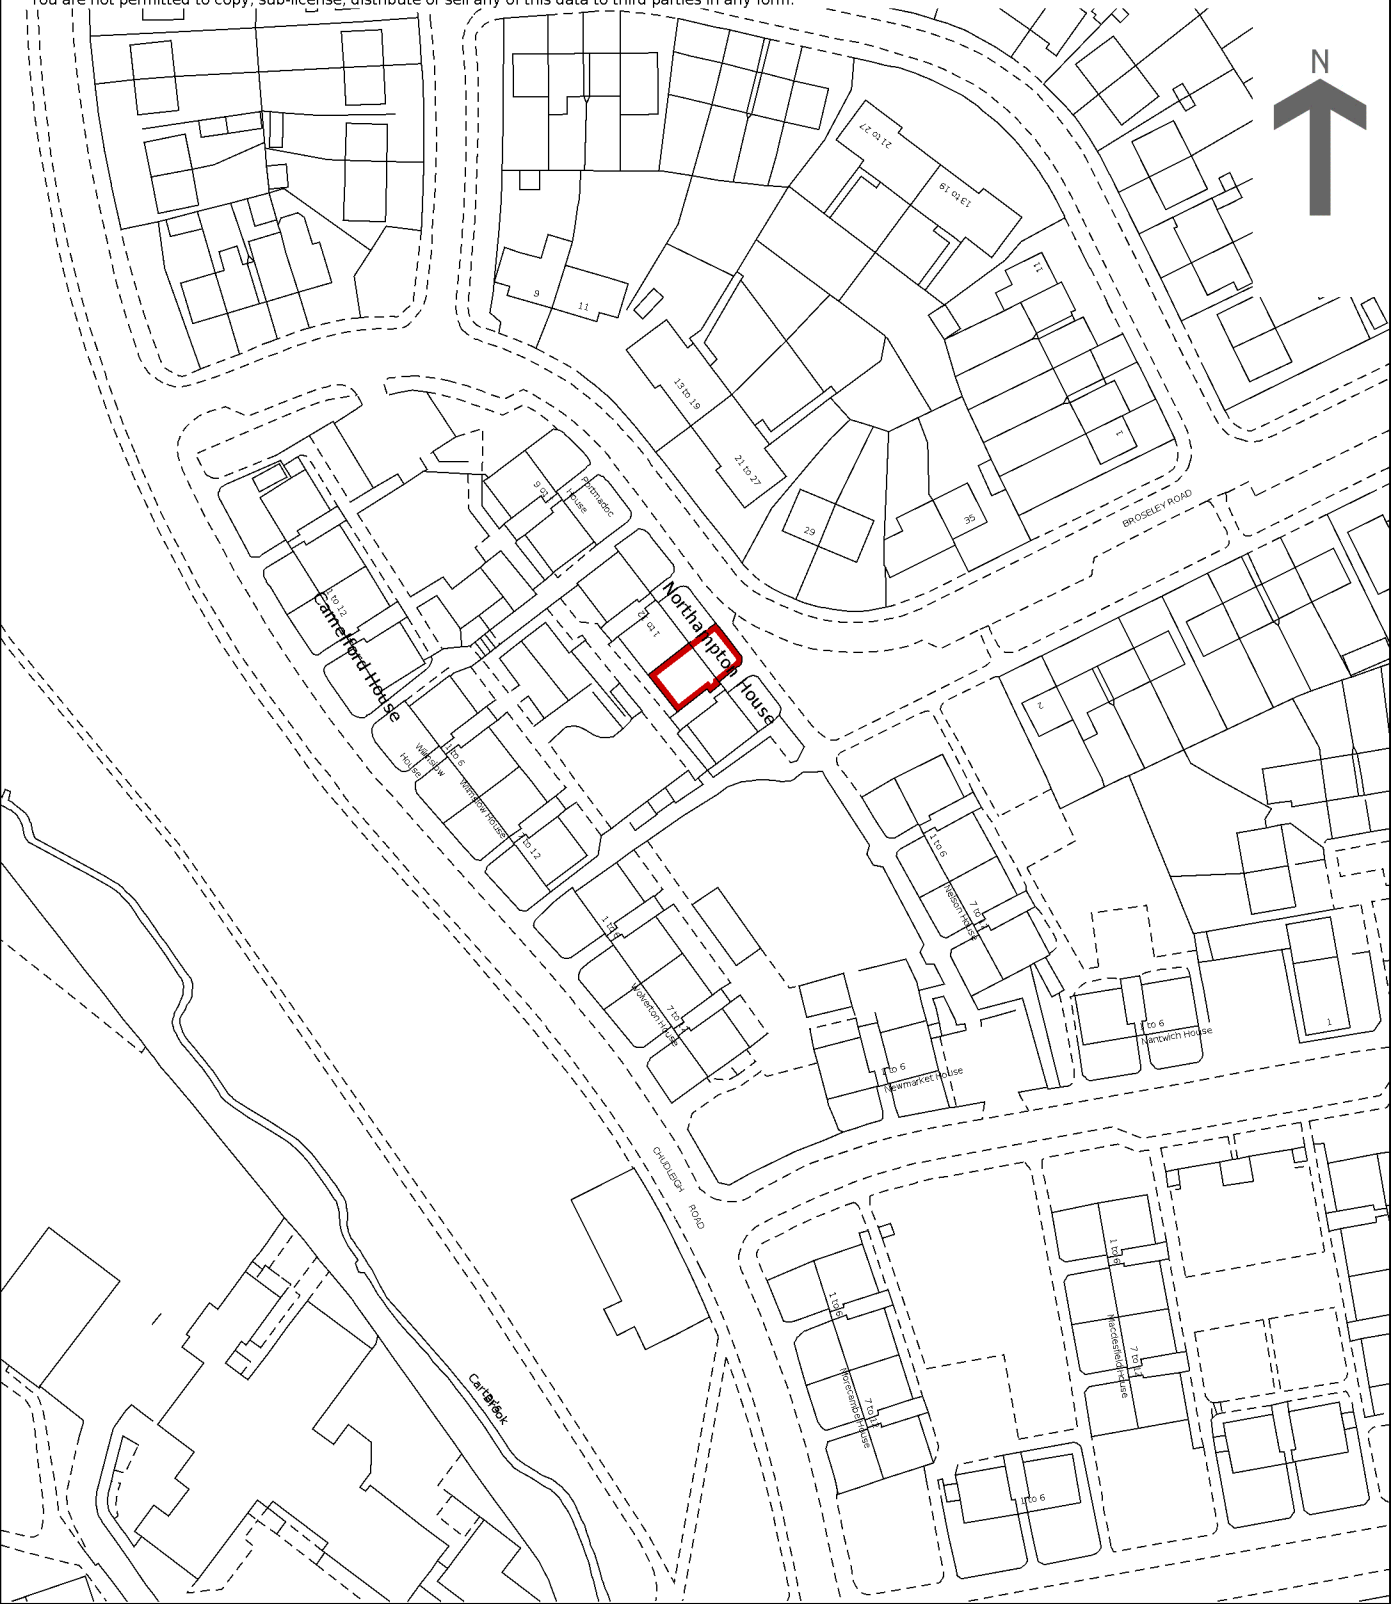 You are not permitted to copy, sub-license, distribute or sell any of this data to third parties in any form.
N
21 to 27
13 to 19
11
9
11
13 to 19
1
21 to 27
9 to
Portmadoc
House
29
35
BROSELEY ROAD
1 to 12
Camelford House
Northampton House
1 to 12
2
1 to 6
Wilmslow
House
Wilmslow House
7 to 12
1 to 6
Nelson House
7 to
1 to 6
7 to
Wolverton House
1 to 6
Nantwich House
1
1 to 6
Newmarket House
CHUDLEIGH
ROAD
1 to 6
Macclesfield House
7 to 12
1 to 6
Morecambe House
7 to 12
Brook
1 to 6